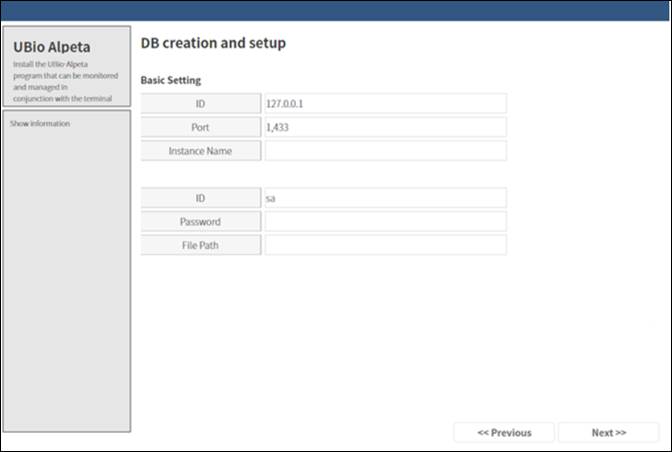 UBio Alpeta
Install the UBio Alpeta
program that can be monitored
and managed in
conjunction with the terminal
Show information
DB creation and setup
Basic Setting
ID 127.0.0.1
Port 1,433
Instance Name
ID sa
Password
File Path
<< Previous Next >>